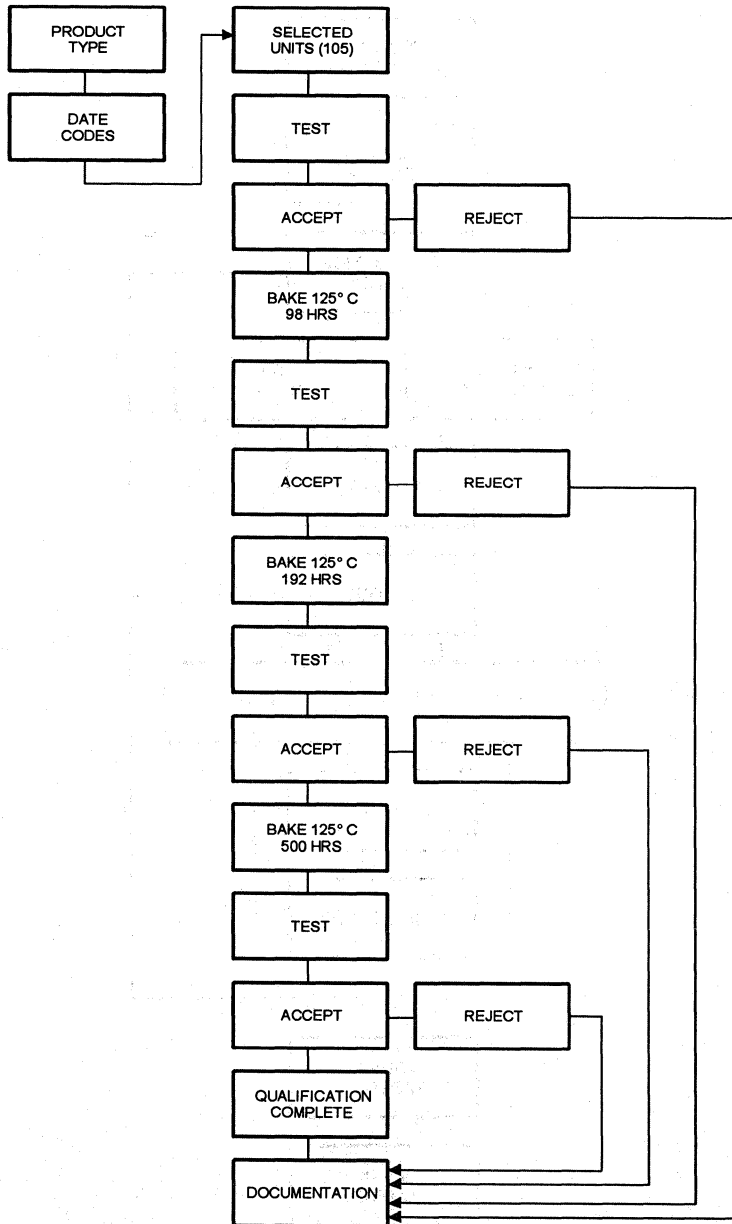 PRODUCT
TYPE
DATE
CODES
SELECTED
UNITS (105)
TEST
ACCEPT
REJECT
BAKE 125° C
98 HRS
TEST
ACCEPT
REJECT
BAKE 125° C
192 HRS
TEST
ACCEPT
REJECT
BAKE 125° C
500 HRS
TEST
ACCEPT
REJECT
QUALIFICATION
COMPLETE
DOCUMENTATION